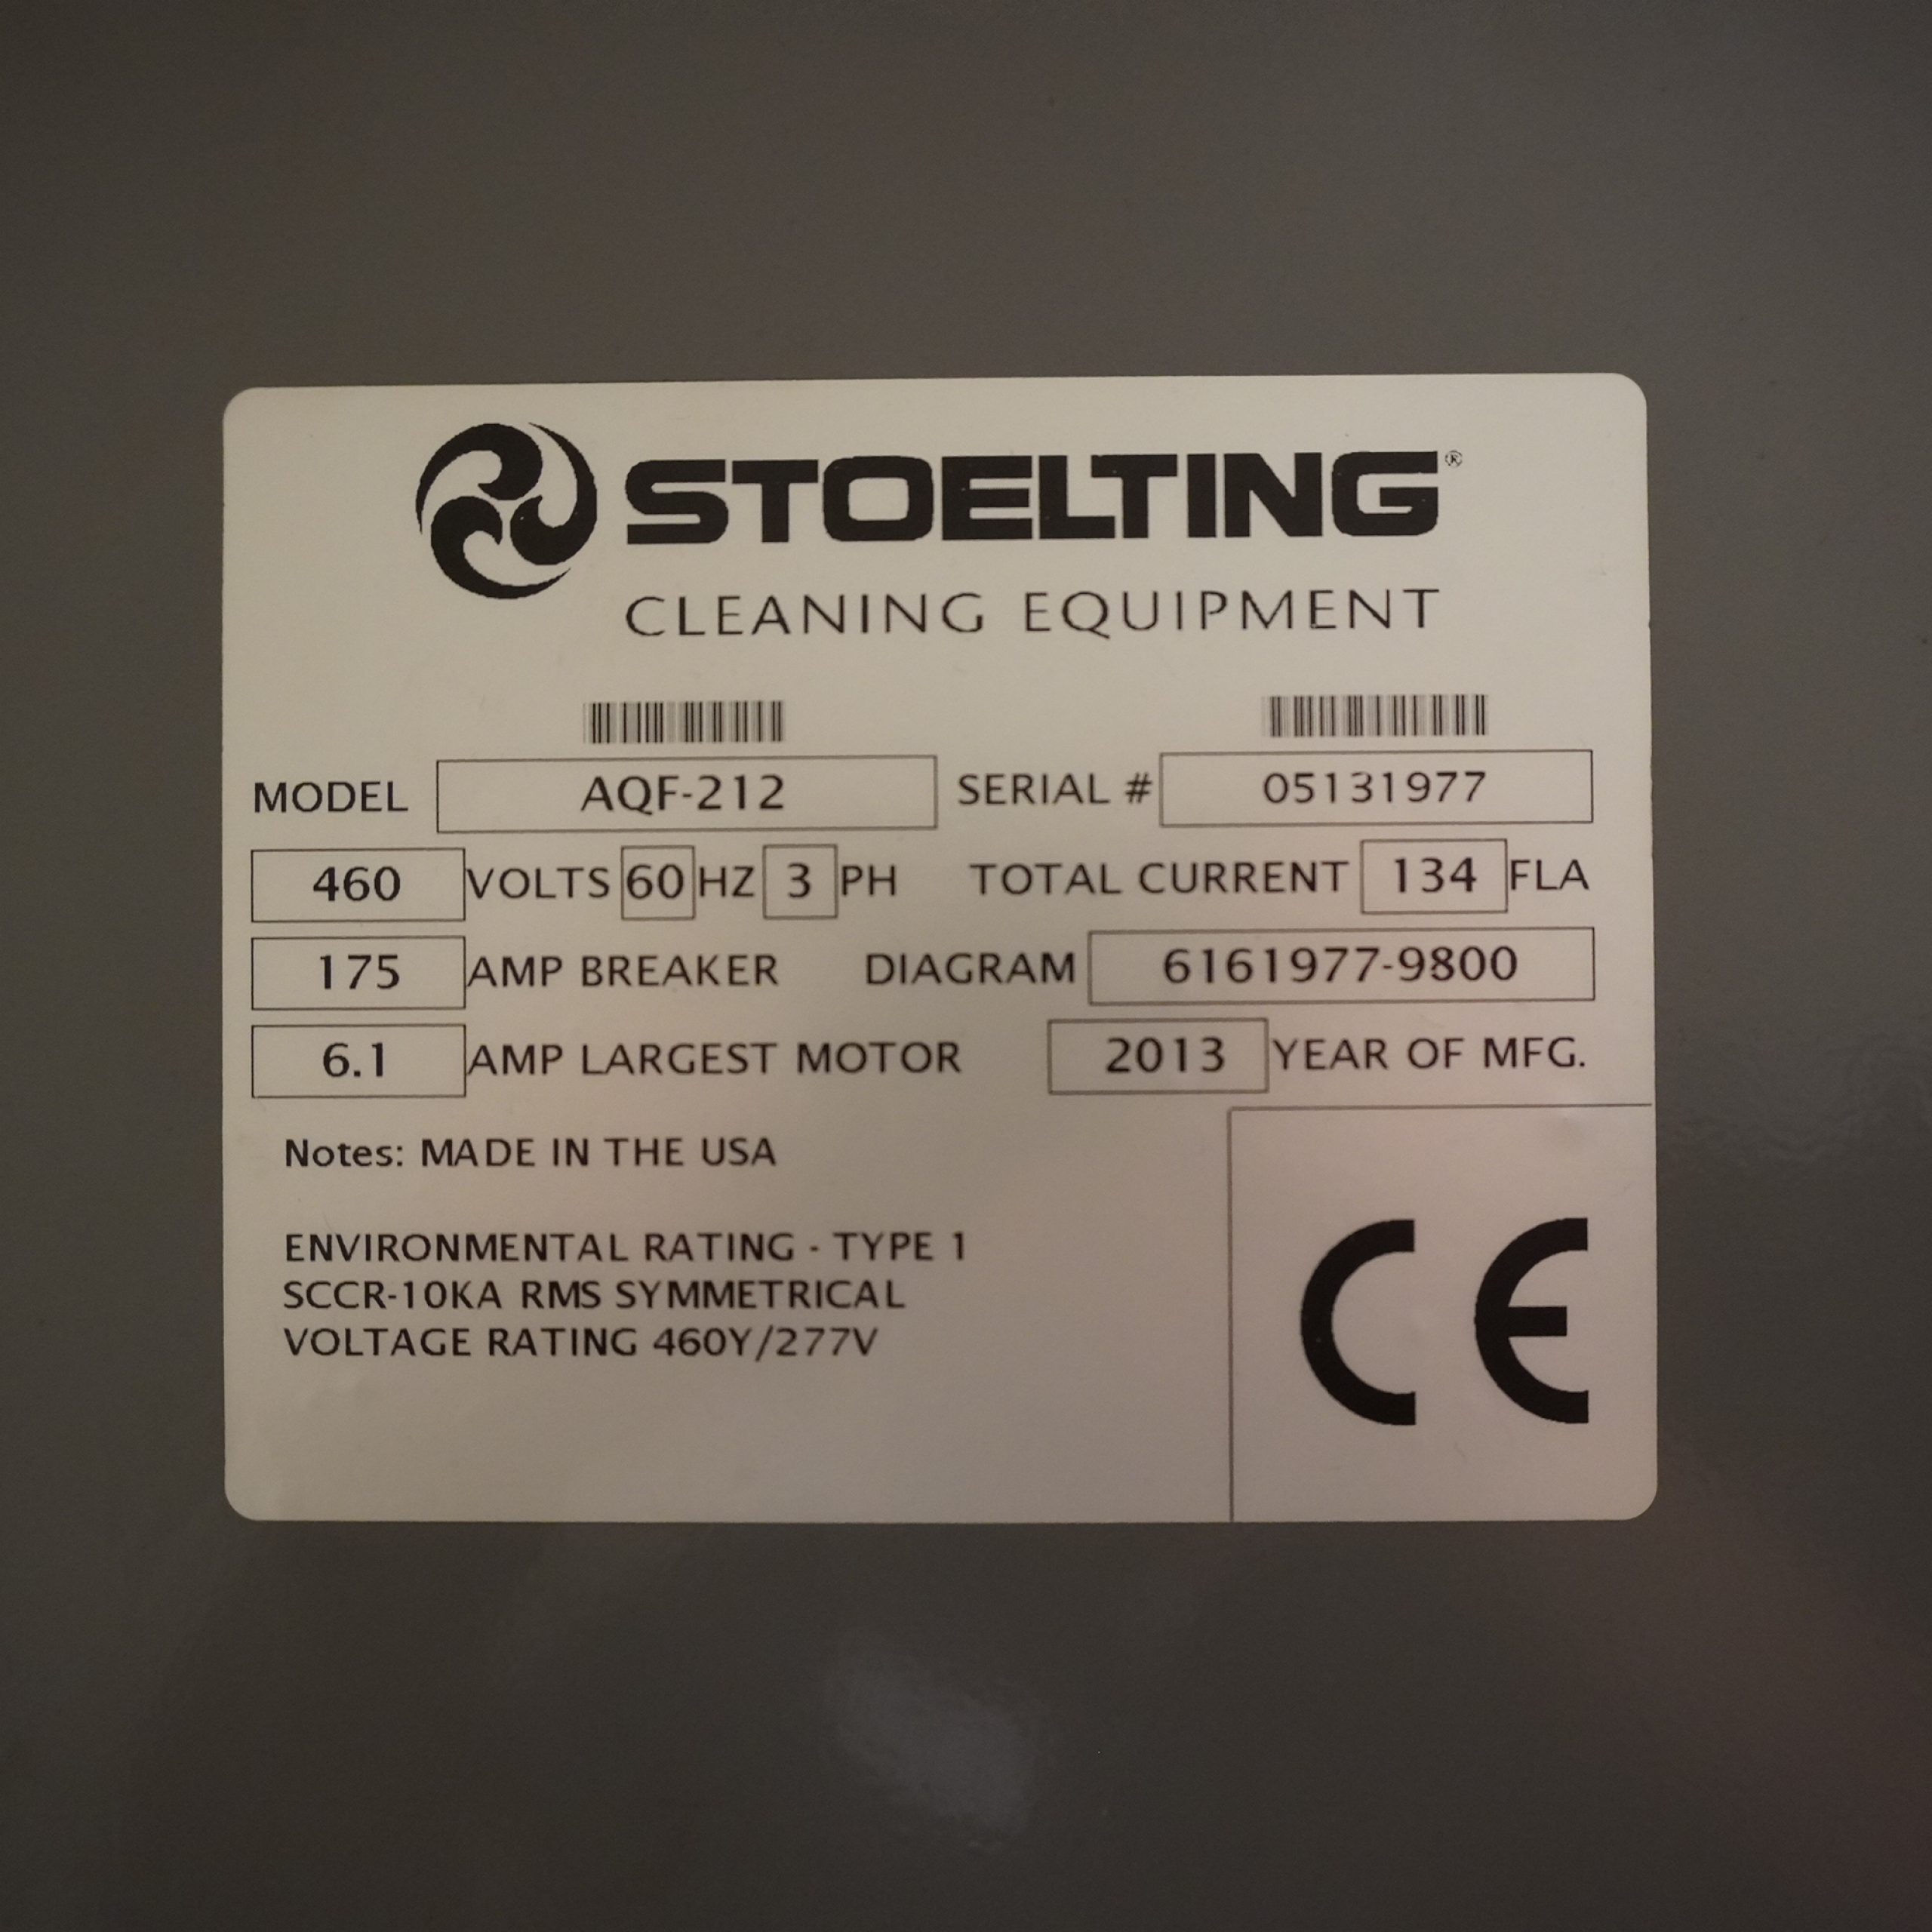 STOELTING®
CLEANING EQUIPMENT
MODEL AQF-212 SERIAL # 05131977
460 VOLTS 60 HZ 3 PH TOTAL CURRENT 134 FLA
175 AMP BREAKER DIAGRAM 6161977-9800
6.1 AMP LARGEST MOTOR 2013 YEAR OF MFG.
Notes: MADE IN THE USA
ENVIRONMENTAL RATING - TYPE 1
SCCR-10KA RMS SYMMETRICAL
VOLTAGE RATING 460Y/277V
CE